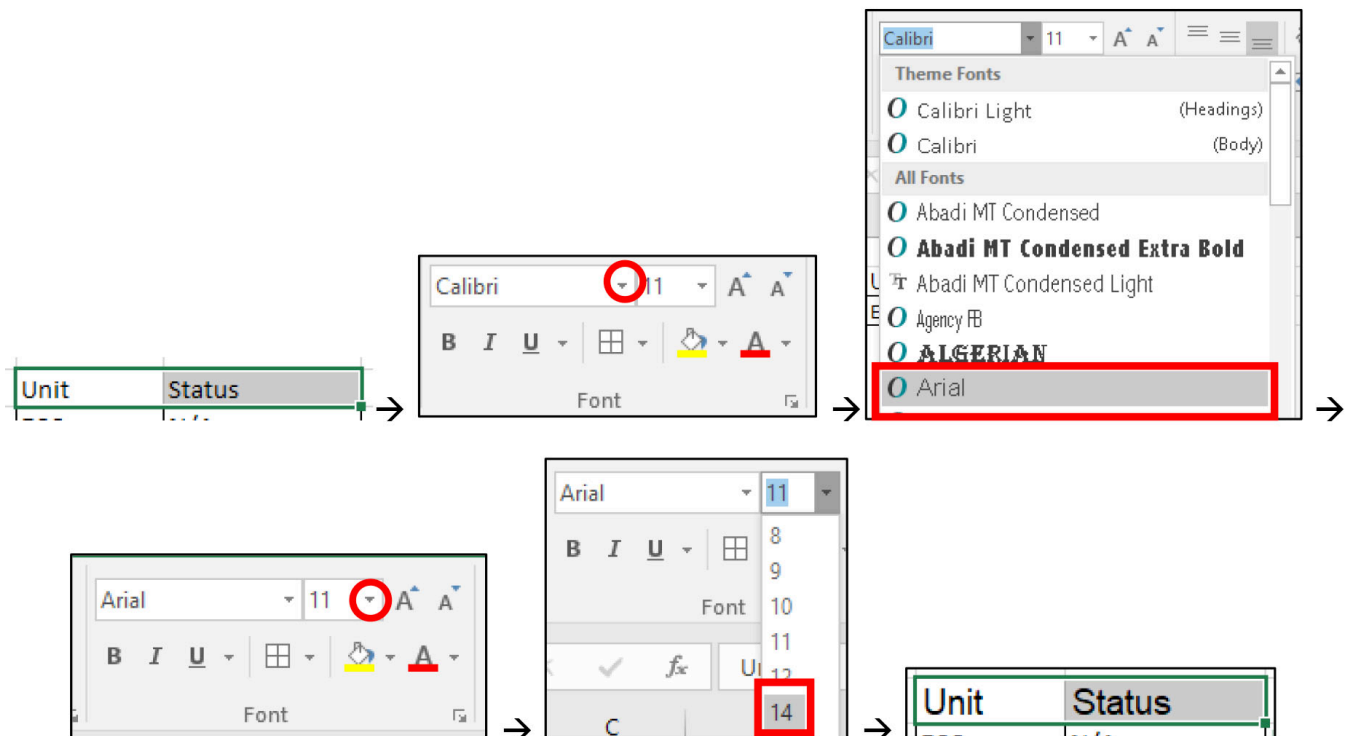 Unit Status
→
Calibri 11 A A
B I U A
Font
→
Calibri 11 A A
Theme Fonts
O Calibri Light (Headings)
O Calibri (Body)
All Fonts
O Abadi MT Condensed
O Abadi MT Condensed Extra Bold
Tr Abadi MT Condensed Light
O Agency FB
O ALGERIAN
O Arial
→
Arial 11 A A
B I U A
Font
→
Arial 11
B I U
8
9
Font 10
11
fx U 12
14
C
→
Unit Status